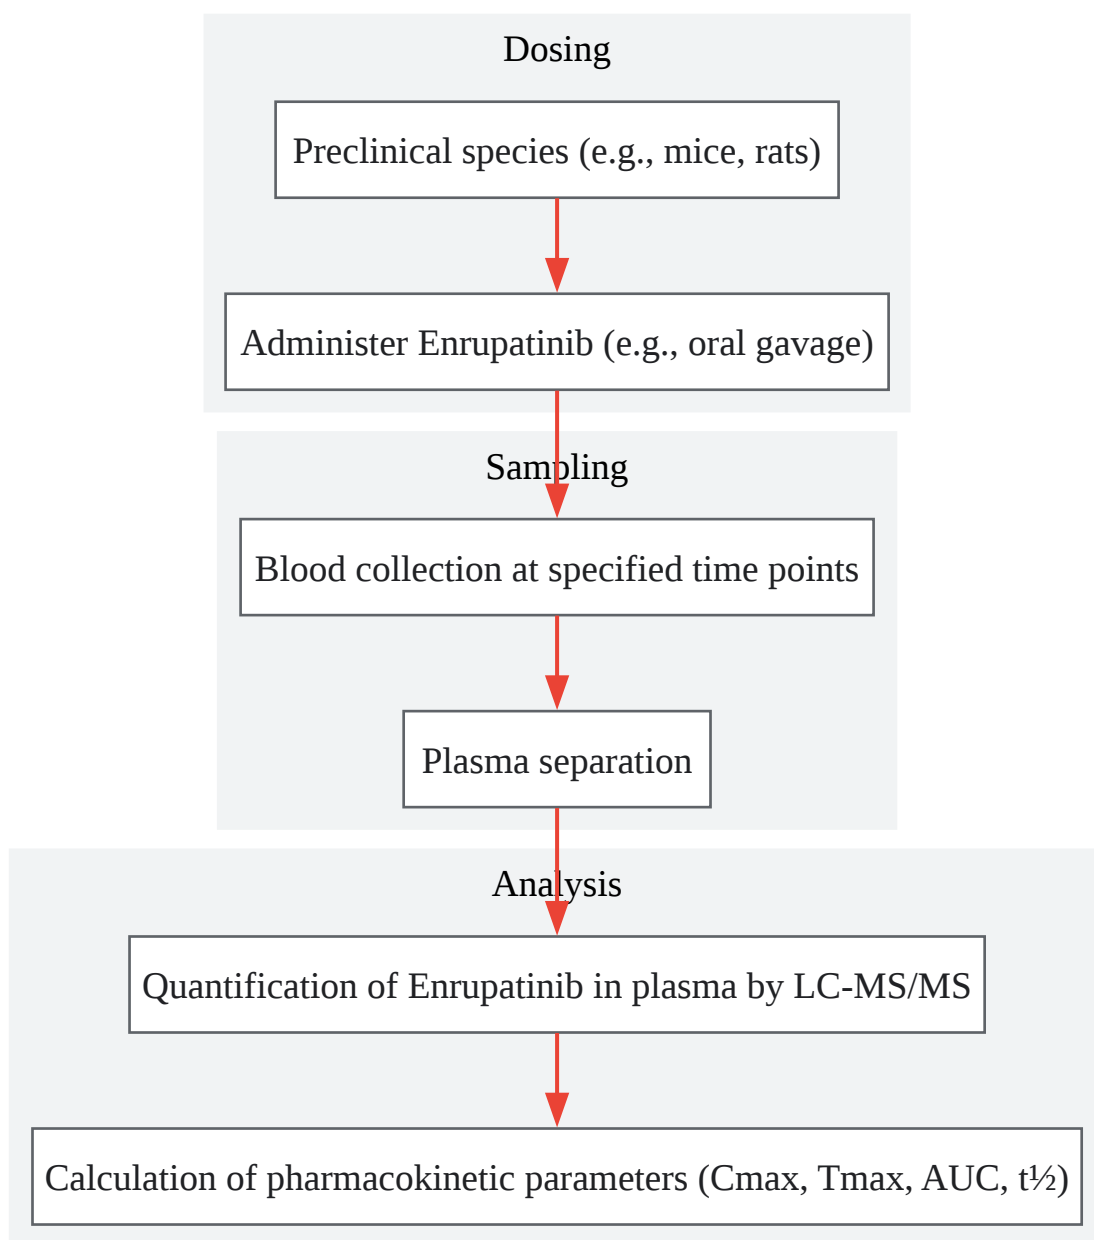 Dosing
Preclinical species (e.g., mice, rats)
Administer Enrupatinib (e.g., oral gavage)
Sampling
Blood collection at specified time points
Plasma separation
Analysis
Quantification of Enrupatinib in plasma by LC-MS/MS
Calculation of pharmacokinetic parameters (Cmax, Tmax, AUC, t½)